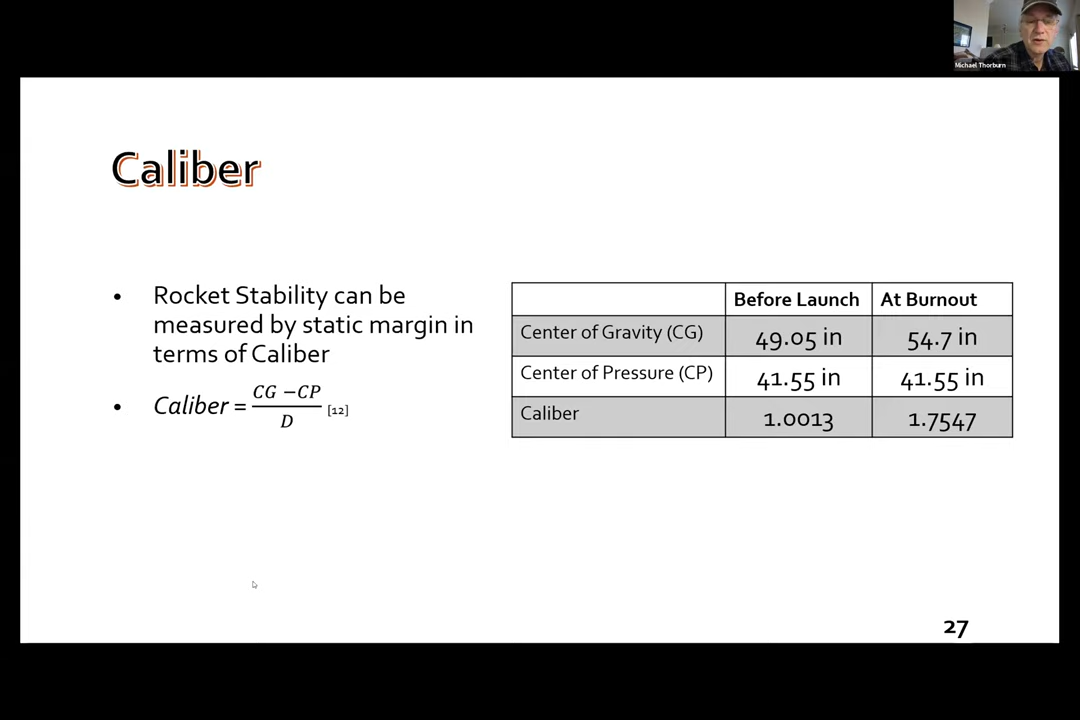 Michael Thorburn
Caliber
• Rocket Stability can be
measured by static margin in
terms of Caliber
• Caliber = (CG −CP)/D [12]
Before Launch At Burnout
Center of Gravity (CG) 49.05 in 54.7 in
Center of Pressure (CP) 41.55 in 41.55 in
Caliber 1.0013 1.7547
27